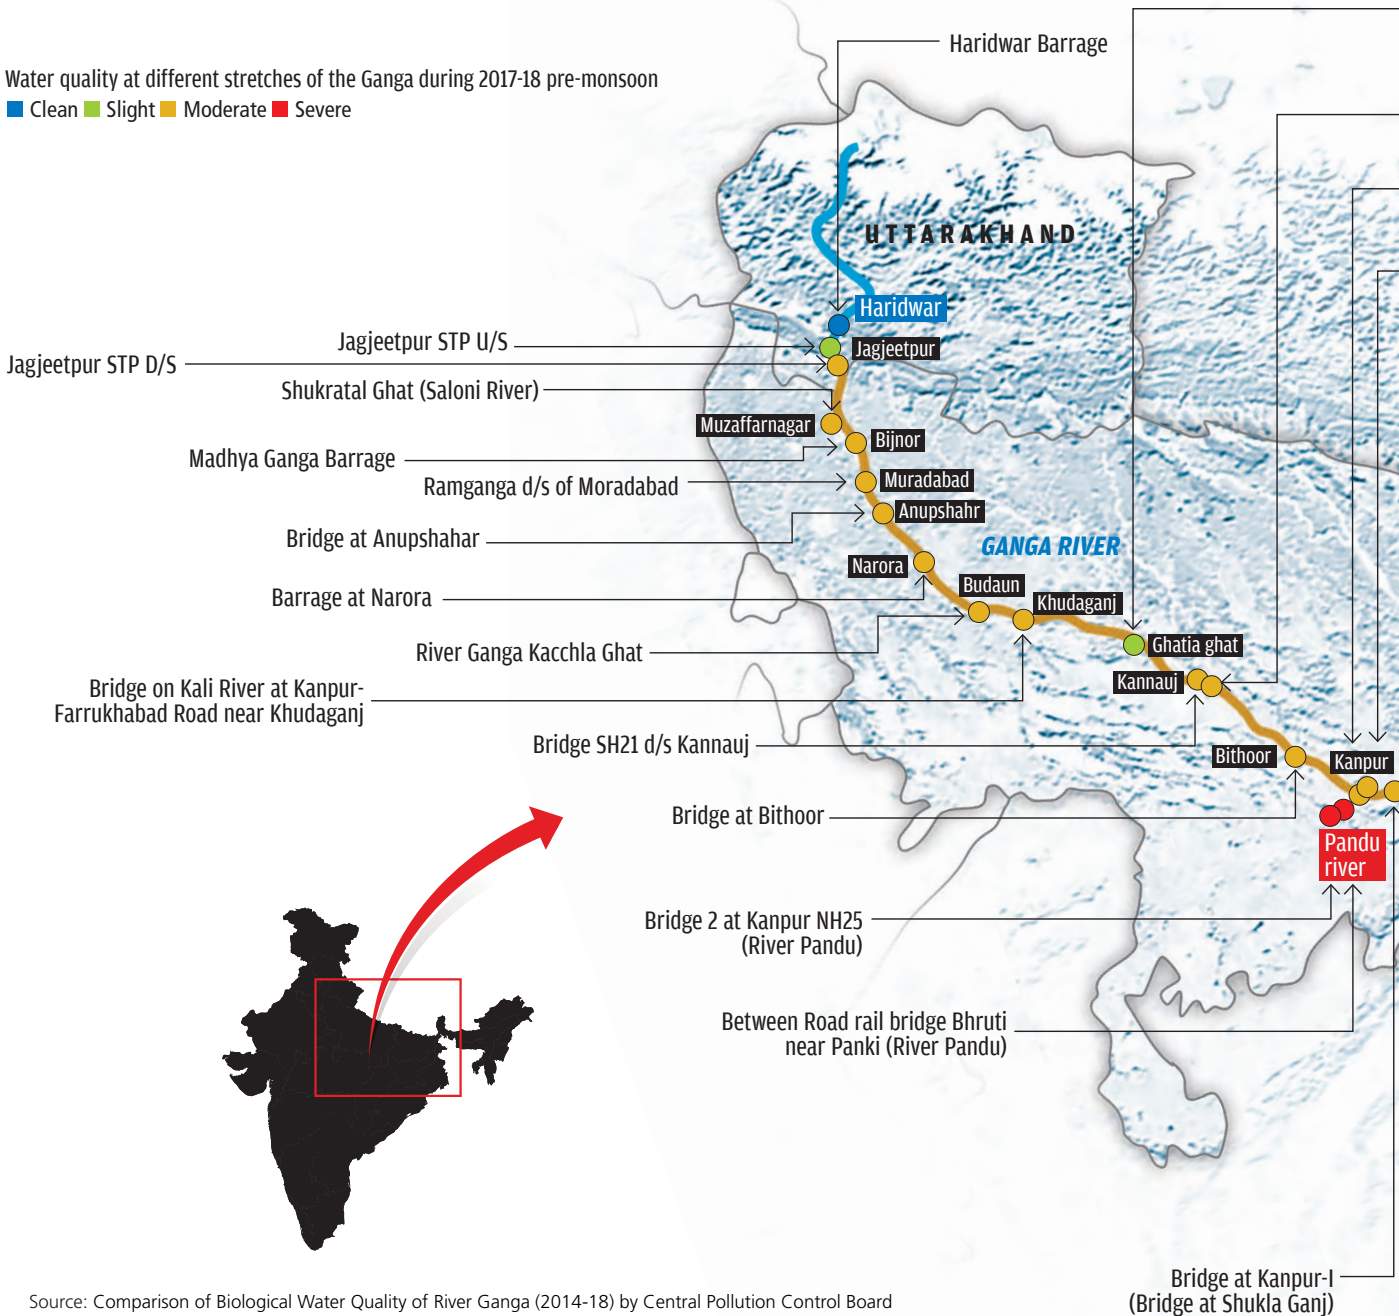 Water quality at different stretches of the Ganga during 2017-18 pre-monsoon
Clean Slight Moderate Severe
Haridwar Barrage
UTTARAKHAND
Haridwar
Jagjeetpur STP U/S
Jagjeetpur
Jagjeetpur STP D/S
Shukratal Ghat (Saloni River)
Muzaffarnagar
Bijnor
Madhya Ganga Barrage
Muradabad
Ramganga d/s of Moradabad
Anupshahr
Bridge at Anupshahar
GANGA RIVER
Narora
Budaun
Barrage at Narora
Khudaganj
River Ganga Kacchla Ghat
Ghatia ghat
Kannauj
Bridge on Kali River at Kanpur-
Farrukhabad Road near Khudaganj
Bridge SH21 d/s Kannauj
Bithoor
Kanpur
Bridge at Bithoor
Pandu
river
Bridge 2 at Kanpur NH25
(River Pandu)
Between Road rail bridge Bhruti
near Panki (River Pandu)
Bridge at Kanpur-I
(Bridge at Shukla Ganj)
Source: Comparison of Biological Water Quality of River Ganga (2014-18) by Central Pollution Control Board